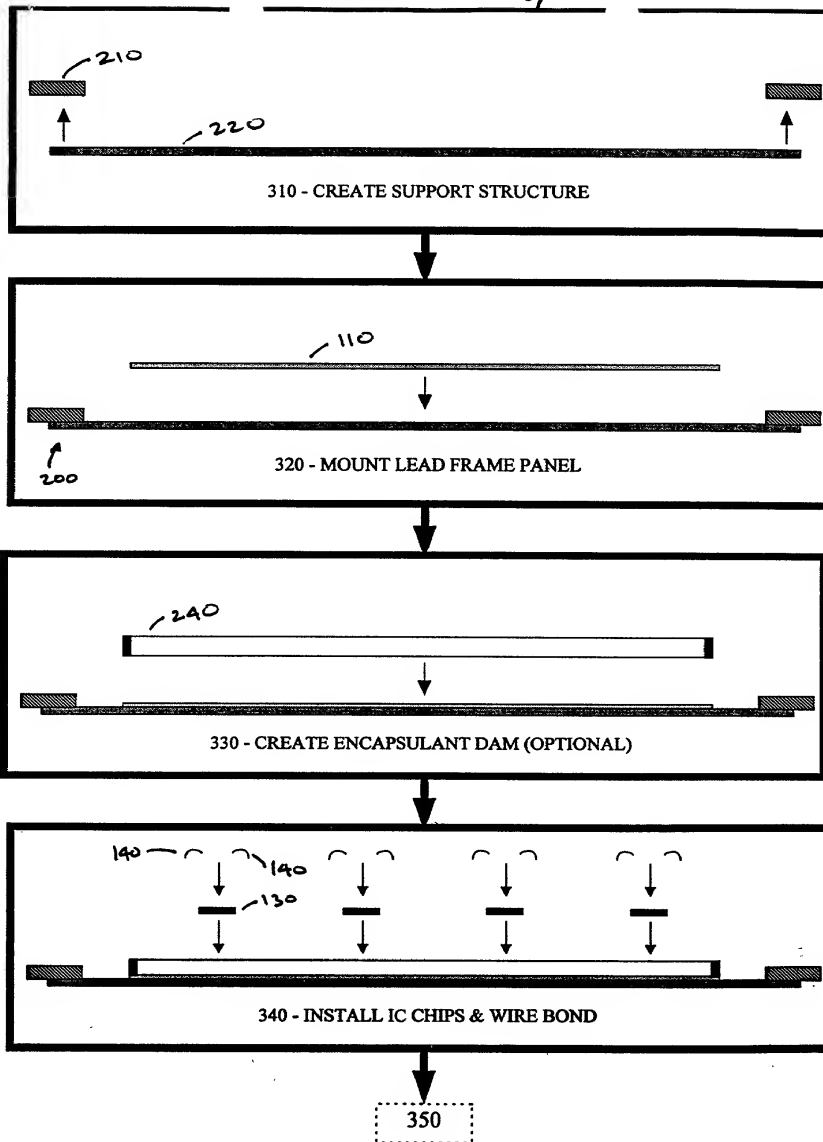 210
220
310 - CREATE SUPPORT STRUCTURE
110
200
320 - MOUNT LEAD FRAME PANEL
240
330 - CREATE ENCAPSULANT DAM (OPTIONAL)
140 140
130
340 - INSTALL IC CHIPS & WIRE BOND
350